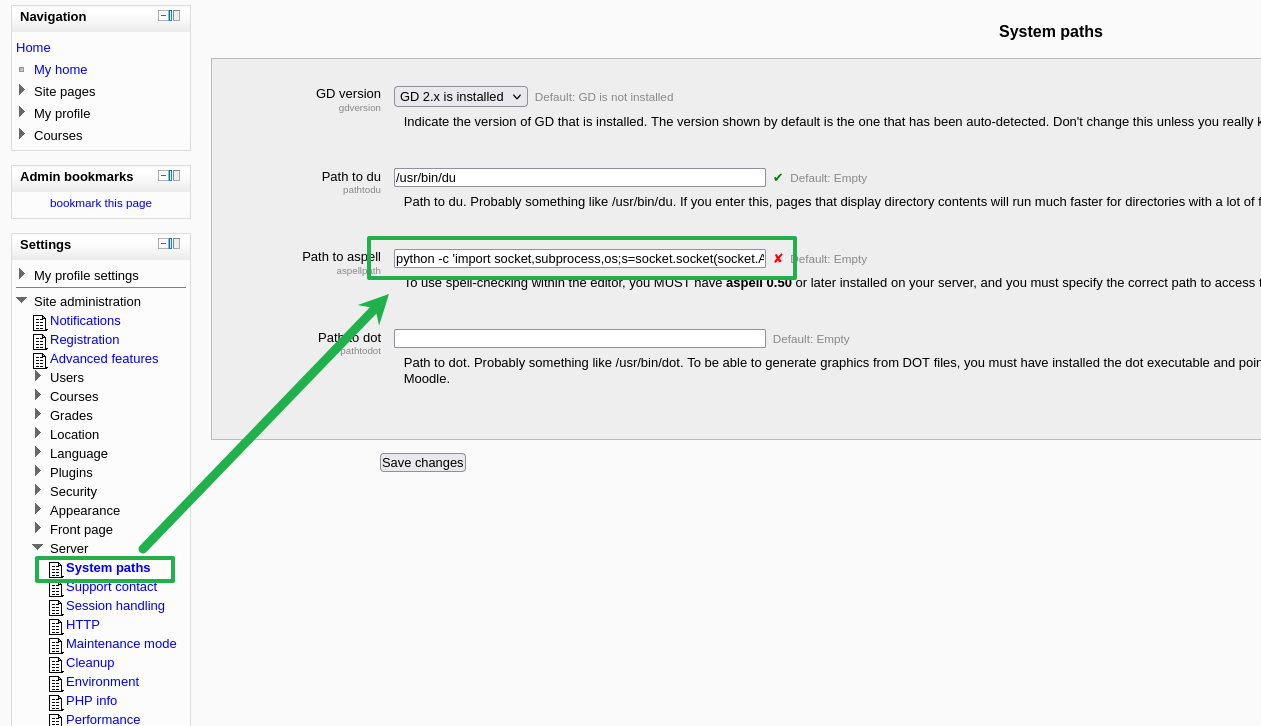 Navigation
Home
My home
Site pages
My profile
Courses
Admin bookmarks
bookmark this page
Settings
My profile settings
Site administration
Notifications
Registration
Advanced features
Users
Courses
Grades
Location
Language
Plugins
Security
Appearance
Front page
Server
System paths
Support contact
Session handling
HTTP
Maintenance mode
Cleanup
Environment
PHP info
Performance
System paths
GD version GD 2.x is installed Default: GD is not installed
gdversion
Indicate the version of GD that is installed. The version shown by default is the one that has been auto-detected. Don't change this unless you really
Path to du /usr/bin/du ✔ Default: Empty
pathtodu
Path to du. Probably something like /usr/bin/du. If you enter this, pages that display directory contents will run much faster for directories with a lot of
Path to aspell python -c 'import socket,subprocess,os;s=socket.socket(socket.A ✘ Default: Empty
aspellpath
To use spell-checking within the editor, you MUST have aspell 0.50 or later installed on your server, and you must specify the correct path to access
Path to dot Default: Empty
pathtodot
Path to dot. Probably something like /usr/bin/dot. To be able to generate graphics from DOT files, you must have installed the dot executable and
Moodle.
Save changes